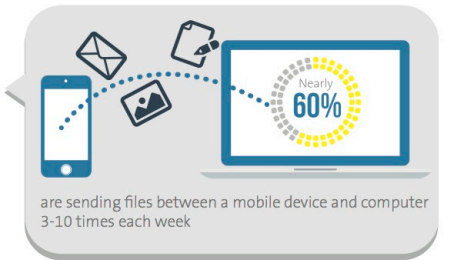 Nearly
60%
are sending files between a mobile device and computer
3-10 times each week